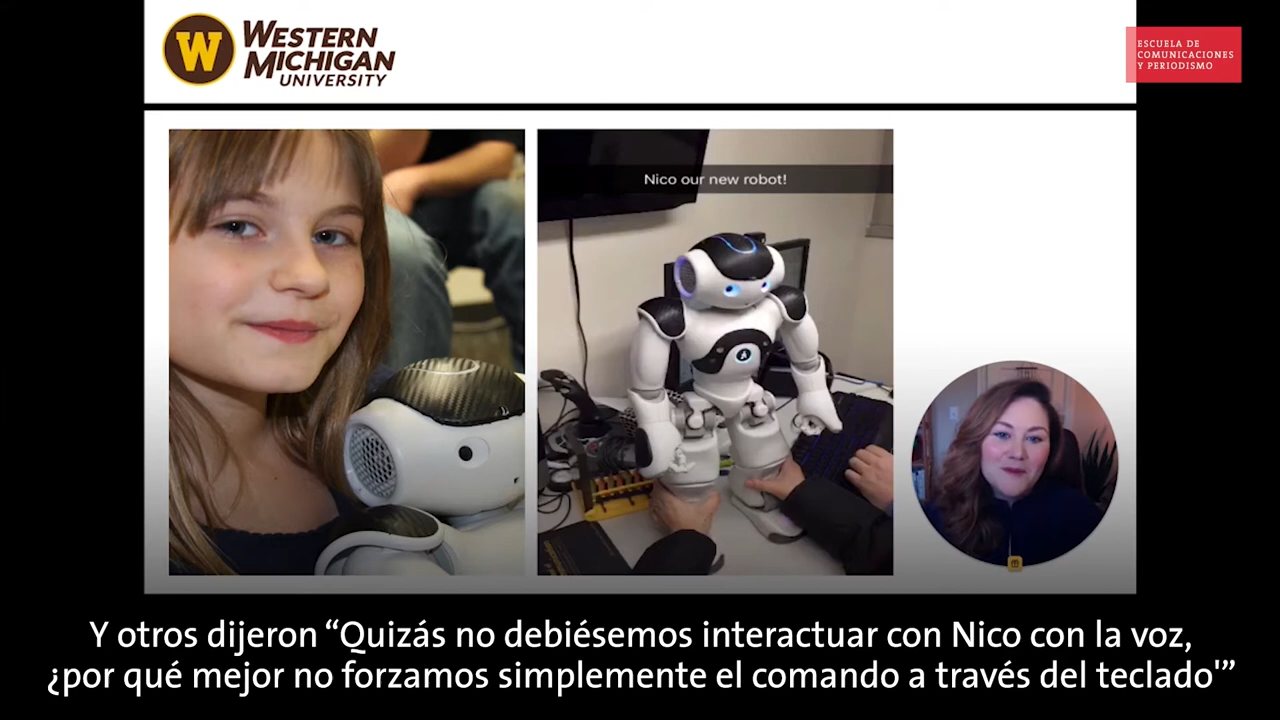 W
WESTERN
MICHIGAN
UNIVERSITY
ESCUELA DE
COMUNICACIONES
Y PERIODISMO
Nico our new robot!
Y otros dijeron “Quizás no debiésemos interactuar con Nico con la voz,
¿por qué mejor no forzamos simplemente el comando a través del teclado'”